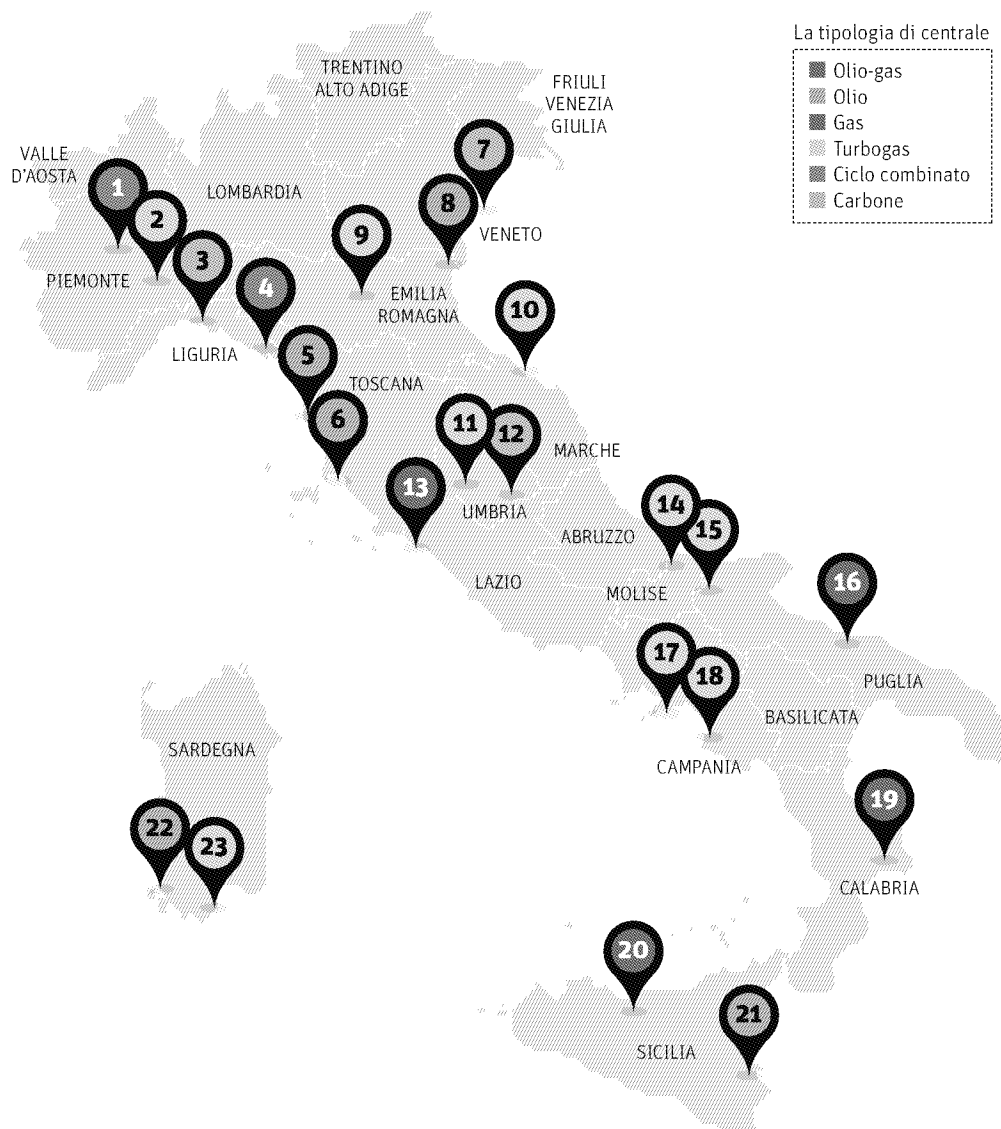 La tipologia di centrale
Olio-gas
Olio
Gas
Turbogas
Ciclo combinato
Carbone
TRENTINO
ALTO ADIGE
FRIULI
VENEZIA
GIULIA
VALLE
D'AOSTA
LOMBARDIA
VENETO
PIEMONTE
EMILIA
ROMAGNA
LIGURIA
TOSCANA
MARCHE
UMBRIA
ABRUZZO
LAZIO
MOLISE
PUGLIA
BASILICATA
CAMPANIA
SARDEGNA
CALABRIA
SICILIA
1
2
3
4
5
6
7
8
9
10
11
12
13
14
15
16
17
18
19
20
21
22
23